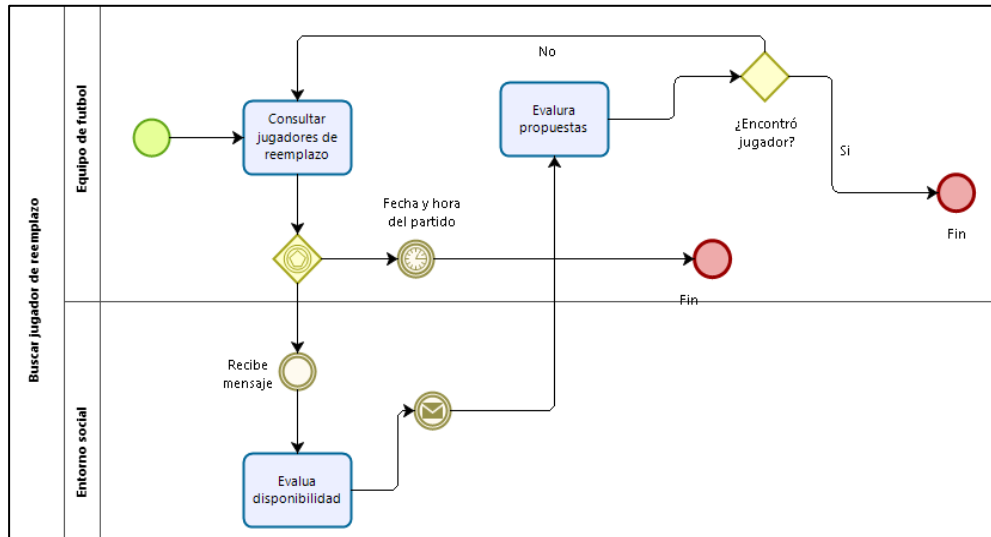 Buscar jugador de reemplazo
Equipo de futbol
No
Consultar
jugadores de
reemplazo
Evalura
propuestas
¿Encontró
jugador?
Si
Fin
Fecha y hora
del partido
Fin
Entorno social
Recibe
mensaje
Evalua
disponibilidad